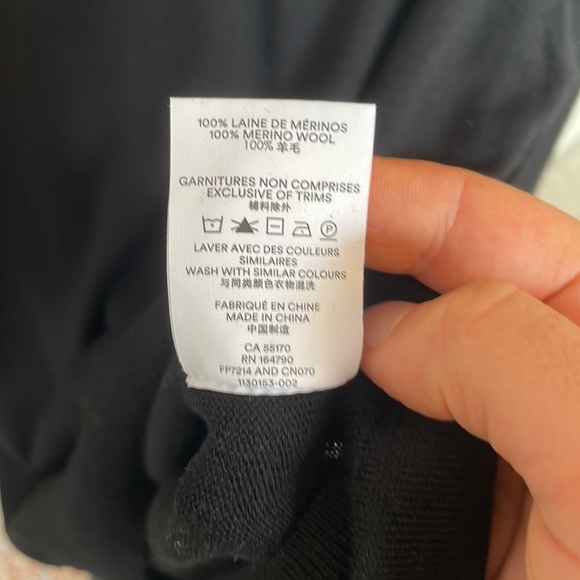 100% LAINE DE MÉRINOS
100% MERINO WOOL
100% 羊毛
GARNITURES NON COMPRISES
EXCLUSIVE OF TRIMS
辅料除外
P
LAVER AVEC DES COULEURS
SIMILAIRES
WASH WITH SIMILAR COLOURS
与同类颜色衣物混洗
FABRIQUÉ EN CHINE
MADE IN CHINA
中国制造
CA 55170
RN 164790
FP7214 AND CN070
1130153-002